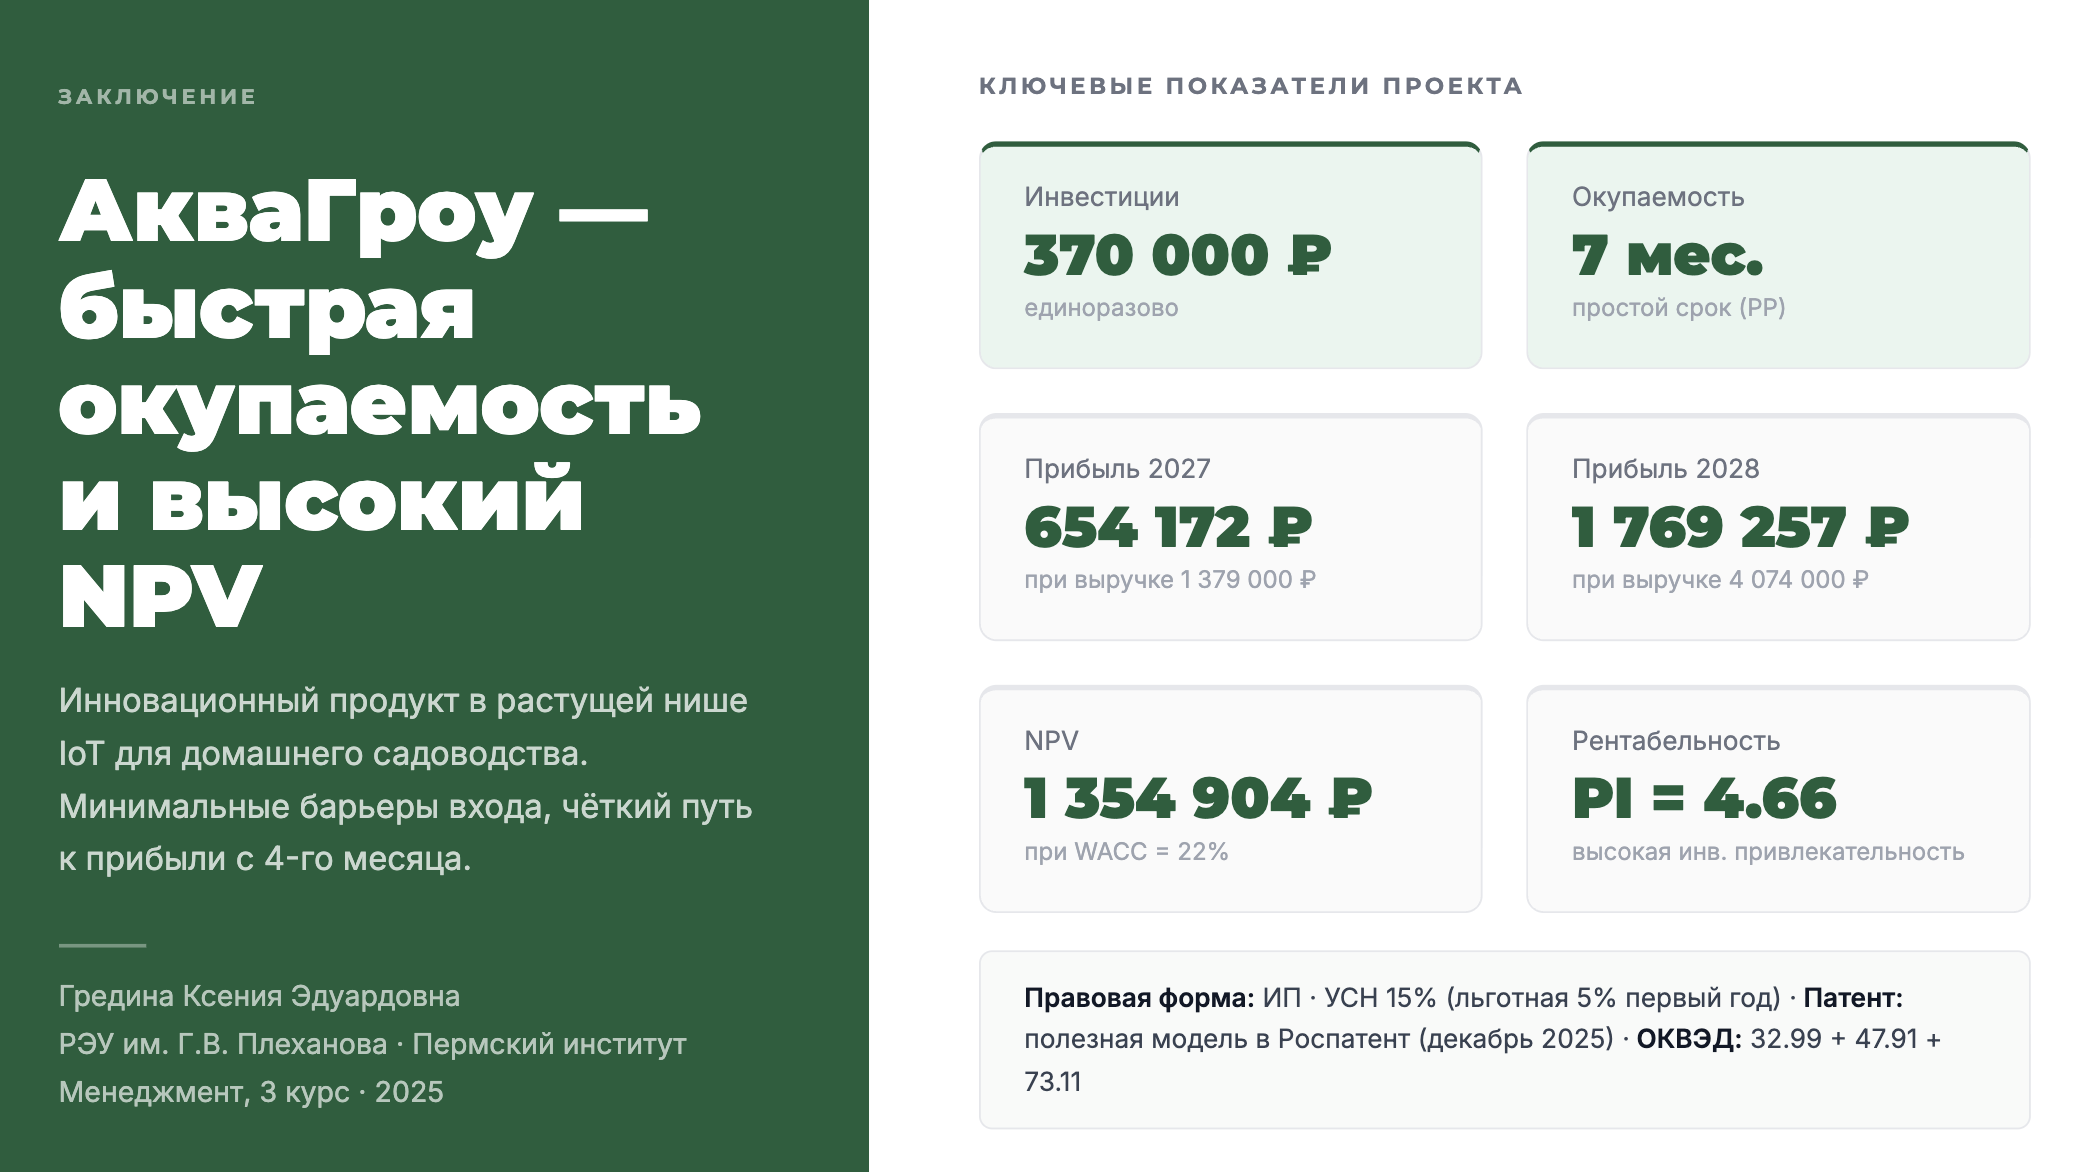 ЗАКЛЮЧЕНИЕ
АкваГроу —
быстрая
окупаемость
и высокий
NPV
Инновационный продукт в растущей нише
IoT для домашнего садоводства.
Минимальные барьеры входа, чёткий путь
к прибыли с 4-го месяца.
Гредина Ксения Эдуардовна
РЭУ им. Г.В. Плеханова · Пермский институт
Менеджмент, 3 курс · 2025
КЛЮЧЕВЫЕ ПОКАЗАТЕЛИ ПРОЕКТА
Инвестиции
370 000 ₽
единоразово
Окупаемость
7 мес.
простой срок (PP)
Прибыль 2027
654 172 ₽
при выручке 1 379 000 ₽
Прибыль 2028
1 769 257 ₽
при выручке 4 074 000 ₽
NPV
1 354 904 ₽
при WACC = 22%
Рентабельность
PI = 4.66
высокая инв. привлекательность
Правовая форма: ИП · УСН 15% (льготная 5% первый год) · Патент:
полезная модель в Роспатент (декабрь 2025) · ОКВЭД: 32.99 + 47.91 +
73.11